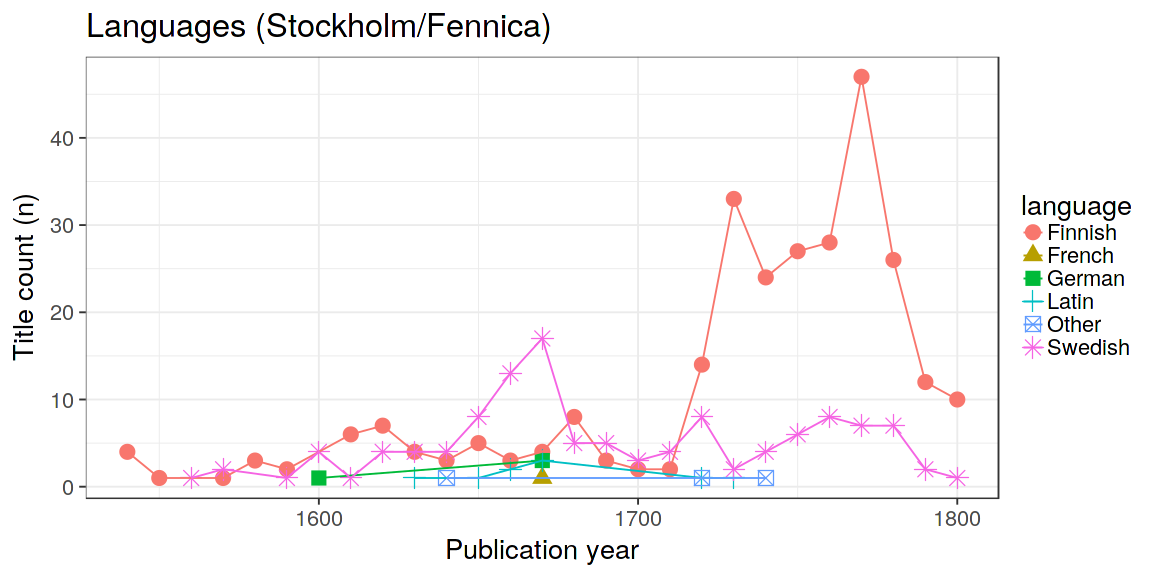 Languages (Stockholm/Fennica)
Title count (n)
40
30
20
10
0
1600 1700 1800
Publication year
language
Finnish
French
German
Latin
Other
Swedish